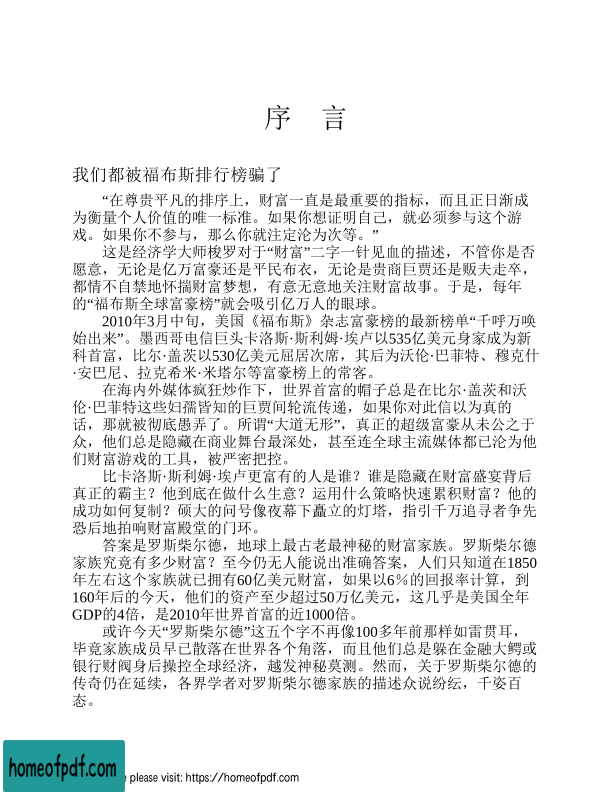 序 言
我们都被福布斯排行榜骗了
“在尊贵平凡的排序上，财富一直是最重要的指标，而且正日渐成
为衡量个人价值的唯一标准。如果你想证明自己，就必须参与这个游
戏。如果你不参与，那么你就注定沦为次等。”
这是经济学大师梭罗对于“财富”二字一针见血的描述，不管你是否
愿意，无论是亿万富豪还是平民布衣，无论是贵商巨贾还是贩夫走卒，
都情不自禁地怀揣财富梦想，有意无意地关注财富故事。于是，每年
的“福布斯全球富豪榜”就会吸引亿万人的眼球。
2010年3月中旬，美国《福布斯》杂志富豪榜的最新榜单“千呼万唤
始出来”。墨西哥电信巨头卡洛斯·斯利姆·埃卢以535亿美元身家成为新
科首富，比尔·盖茨以530亿美元屈居次席，其后为沃伦·巴菲特、穆克什
·安巴尼、拉克希米·米塔尔等富豪榜上的常客。
在海内外媒体疯狂炒作下，世界首富的帽子总是在比尔·盖茨和沃
伦·巴菲特这些妇孺皆知的巨贾间轮流传递，如果你对此信以为真的
话，那就被彻底愚弄了。所谓“大道无形”，真正的超级富豪从未公之于
众，他们总是隐藏在商业舞台最深处，甚至连全球主流媒体都已沦为他
们财富游戏的工具，被严密把控。
比卡洛斯·斯利姆·埃卢更富有的人是谁？谁是隐藏在财富盛宴背后
真正的霸主？他到底在做什么生意？运用什么策略快速累积财富？他的
成功如何复制？硕大的问号像夜幕下矗立的灯塔，指引千万追寻者争先
恐后地拍响财富殿堂的门环。
答案是罗斯柴尔德，地球上最古老最神秘的财富家族。罗斯柴尔德
家族究竟有多少财富？至今仍无人能说出准确答案，人们只知道在1850
年左右这个家族就已拥有60亿美元财富，如果以6％的回报率计算，到
160年后的今天，他们的资产至少超过50万亿美元，这几乎是美国全年
GDP的4倍，是2010年世界首富的近1000倍。
或许今天“罗斯柴尔德”这五个字不再像100多年前那样如雷贯耳，
毕竟家族成员早已散落在世界各个角落，而且他们总是躲在金融大鳄或
银行财阀身后操控全球经济，越发神秘莫测。然而，关于罗斯柴尔德的
传奇仍在延续，各界学者对罗斯柴尔德家族的描述众说纷纭，千姿百
态。
homeofpdf.com
please visit: https://homeofpdf.com